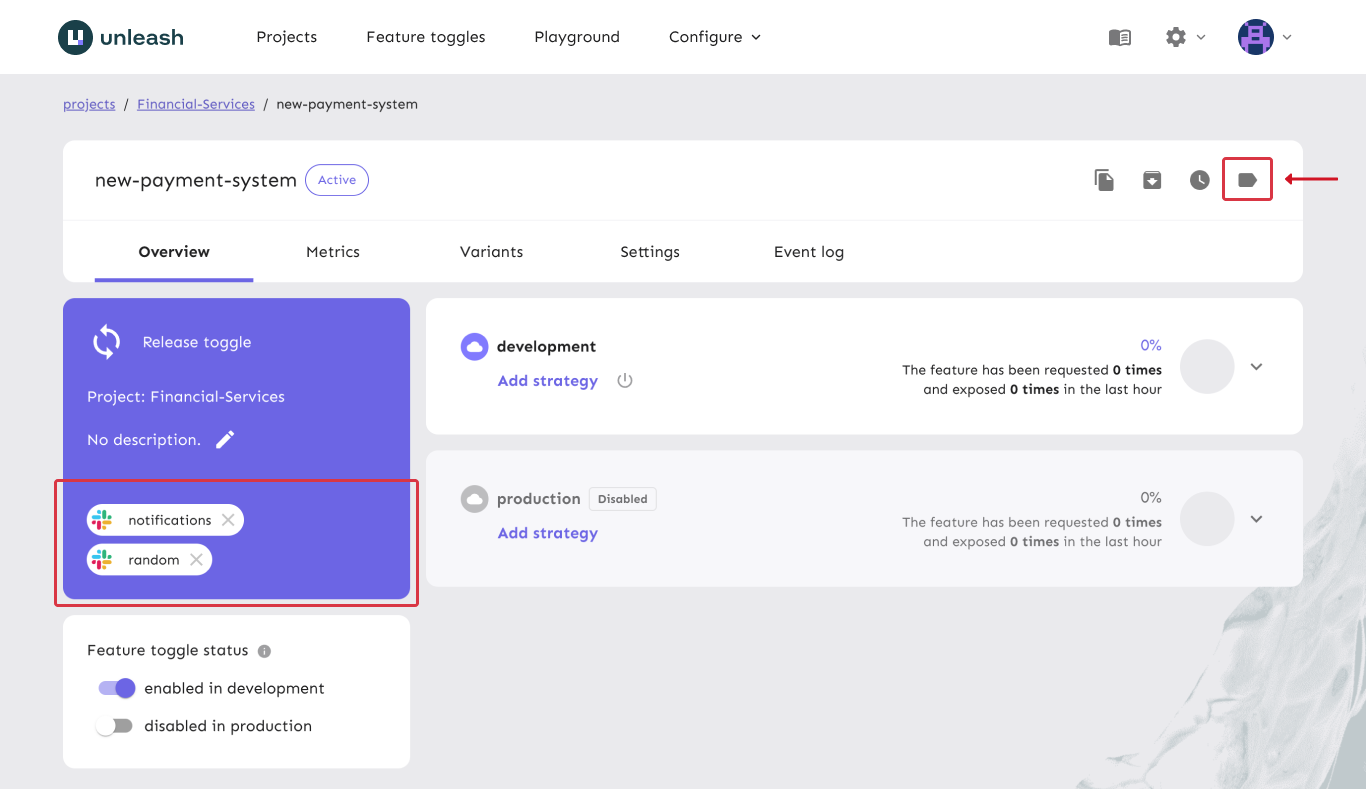 unleash
Projects
Feature toggles
Playground
Configure
projects / Financial-Services / new-payment-system
new-payment-system
Active
Overview
Metrics
Variants
Settings
Event log
Release toggle
Project: Financial-Services
No description.
notifications
random
Feature toggle status
enabled in development
disabled in production
development
Add strategy
0%
The feature has been requested 0 times
and exposed 0 times in the last hour
production
Disabled
Add strategy
0%
The feature has been requested 0 times
and exposed 0 times in the last hour